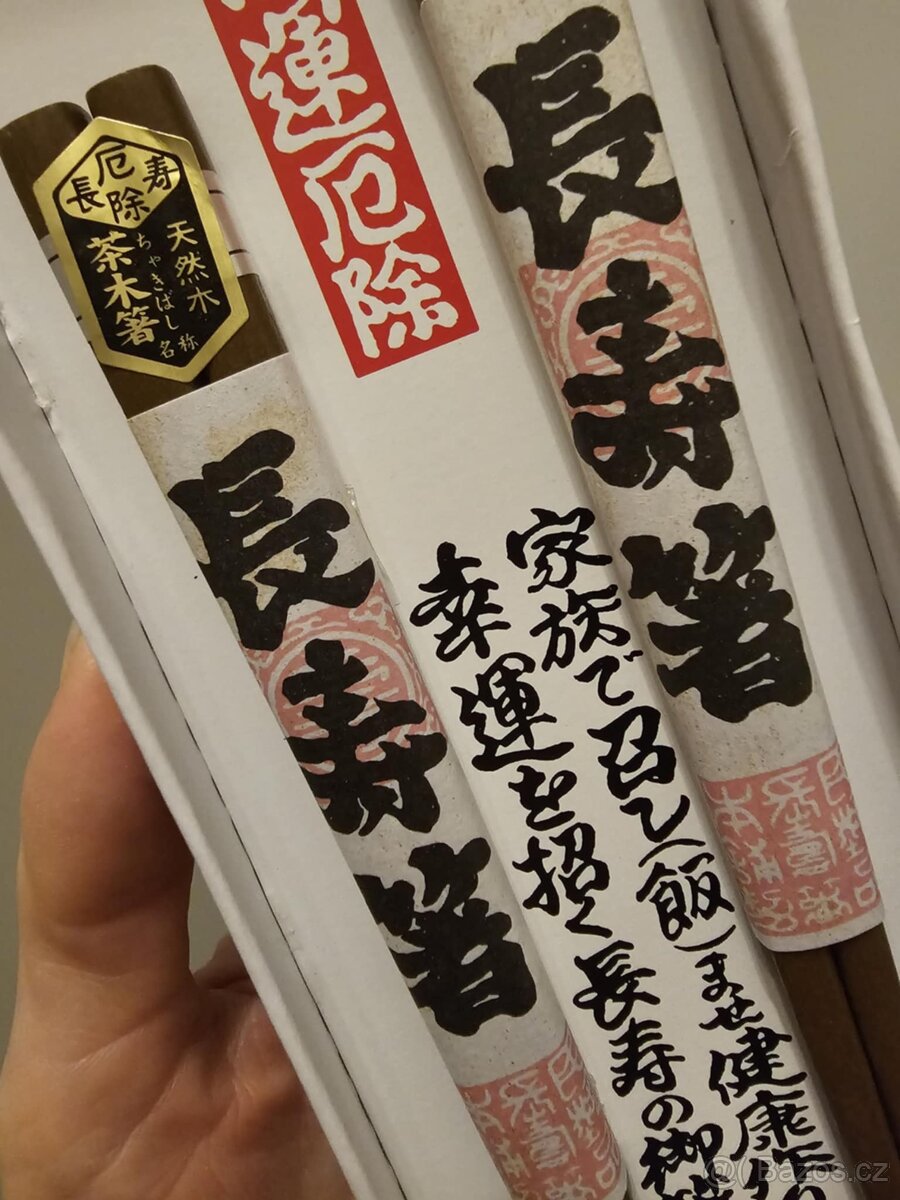 長寿箸
運厄除
家族で召し(飯)ませ健康
幸運を招く長寿の御
長寿箸
厄除
長寿
天然木
ちゃきばし
茶木箸
名称
@ Bazos.cz